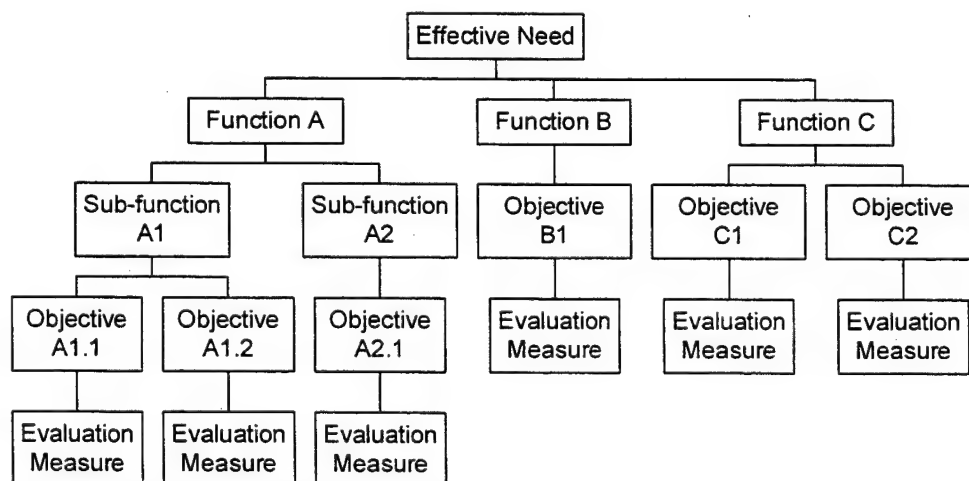 Effective Need
Function A
Function B
Function C
Sub-function
A1
Sub-function
A2
Objective
B1
Objective
C1
Objective
C2
Objective
A1.1
Objective
A1.2
Objective
A2.1
Evaluation
Measure
Evaluation
Measure
Evaluation
Measure
Evaluation
Measure
Evaluation
Measure
Evaluation
Measure